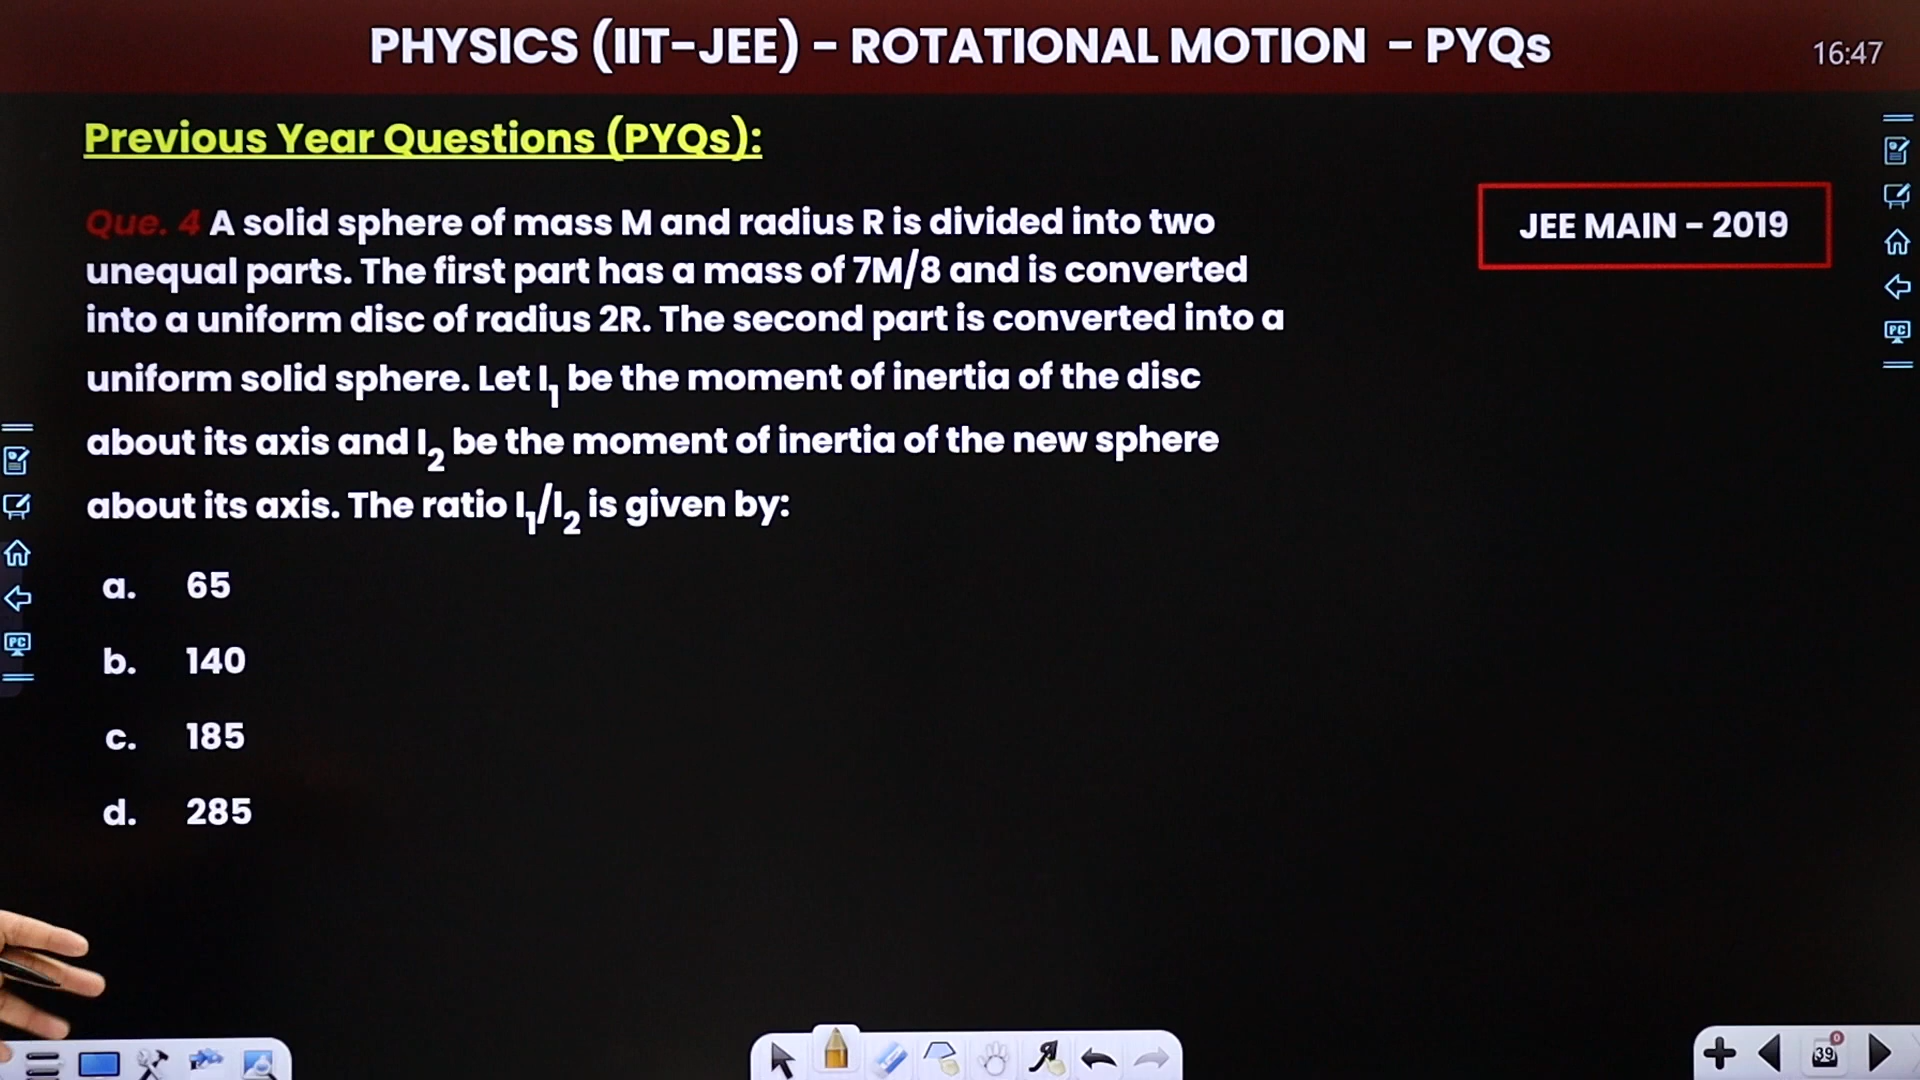 PHYSICS (IIT-JEE) - ROTATIONAL MOTION - PYQs
16:47
Previous Year Questions (PYQs):
JEE MAIN - 2019
Que. 4 A solid sphere of mass M and radius R is divided into two
unequal parts. The first part has a mass of 7M/8 and is converted
into a uniform disc of radius 2R. The second part is converted into a
uniform solid sphere. Let I₁ be the moment of inertia of the disc
about its axis and I₂ be the moment of inertia of the new sphere
about its axis. The ratio I₁/I₂ is given by:
a. 65
b. 140
c. 185
d. 285
PC
PC
39
0